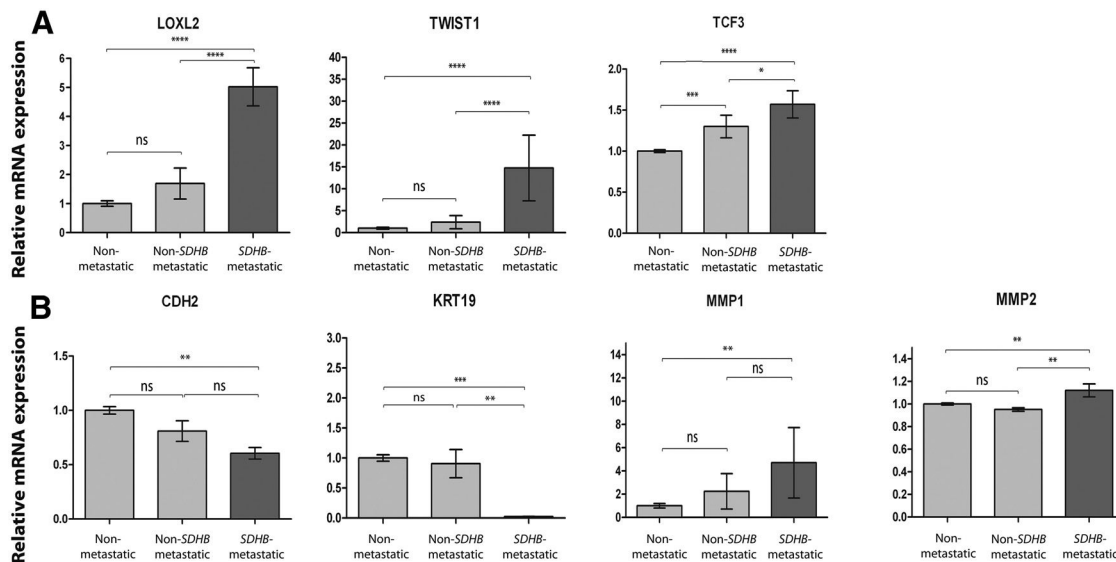 A
LOXL2
Relative mRNA expression
6
5
4
3
2
1
0
****
****
ns
Non-
metastatic
Non-SDHB
metastatic
SDHB-
metastatic
TWIST1
40
35
30
25
20
15
10
5
0
****
****
ns
Non-
metastatic
Non-SDHB
metastatic
SDHB-
metastatic
TCF3
2.0
1.5
1.0
0.5
0.0
****
*
***
Non-
metastatic
Non-SDHB
metastatic
SDHB-
metastatic
B
CDH2
Relative mRNA expression
1.5
1.0
0.5
0.0
**
ns
ns
Non-
metastatic
Non-SDHB
metastatic
SDHB-
metastatic
KRT19
3.0
2.5
2.0
1.5
1.0
0.5
0.0
***
ns
**
Non-
metastatic
Non-SDHB
metastatic
SDHB-
metastatic
MMP1
14
12
10
8
6
4
2
0
**
ns
ns
Non-
metastatic
Non-SDHB
metastatic
SDHB-
metastatic
MMP2
1.4
1.2
1.0
0.8
0.6
0.4
0.2
0.0
**
**
ns
Non-
metastatic
Non-SDHB
metastatic
SDHB-
metastatic